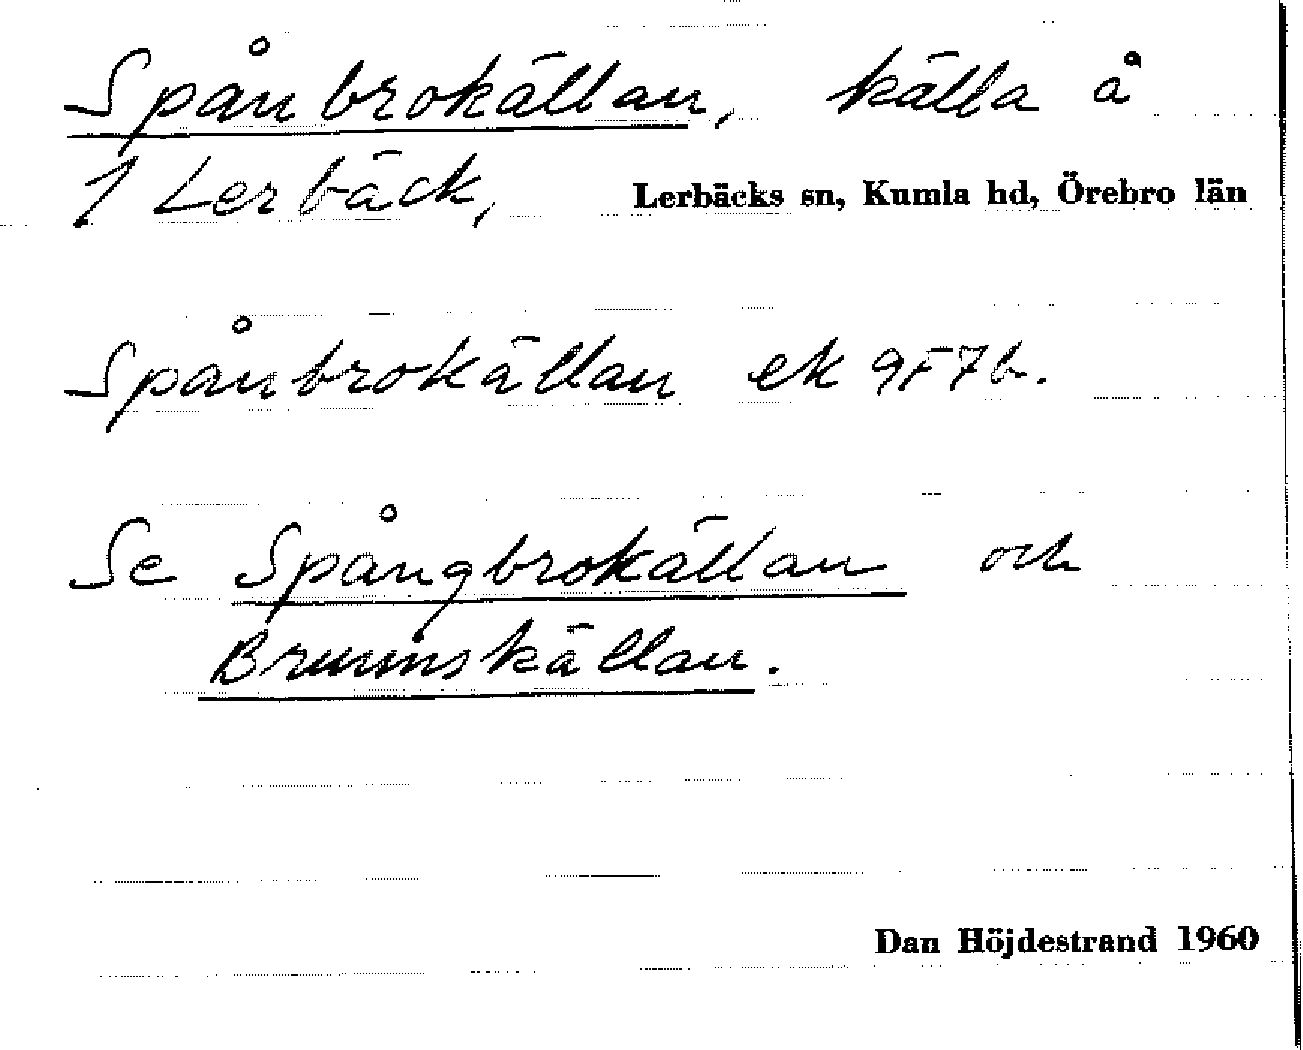 Spånbrokällan, källa å
1 Lerbäck, Lerbäcks sn, Kumla hd, Örebro län
Spånbrokällan ek 9F7b.
Se Spångbrokällan och
Brunnskällan.
Dan Höjdestrand 1960